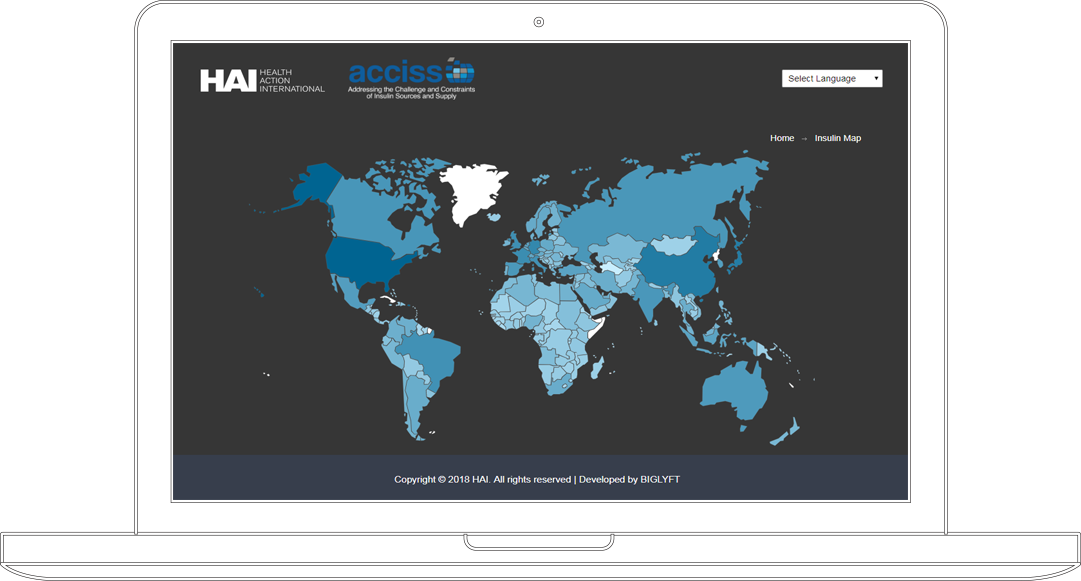 HAI HEALTH
ACTION
INTERNATIONAL
acciss
Addressing the Challenge and Constraints
of Insulin Sources and Supply
Select Language
Home → Insulin Map
Copyright © 2018 HAI. All rights reserved | Developed by BIGLYFT